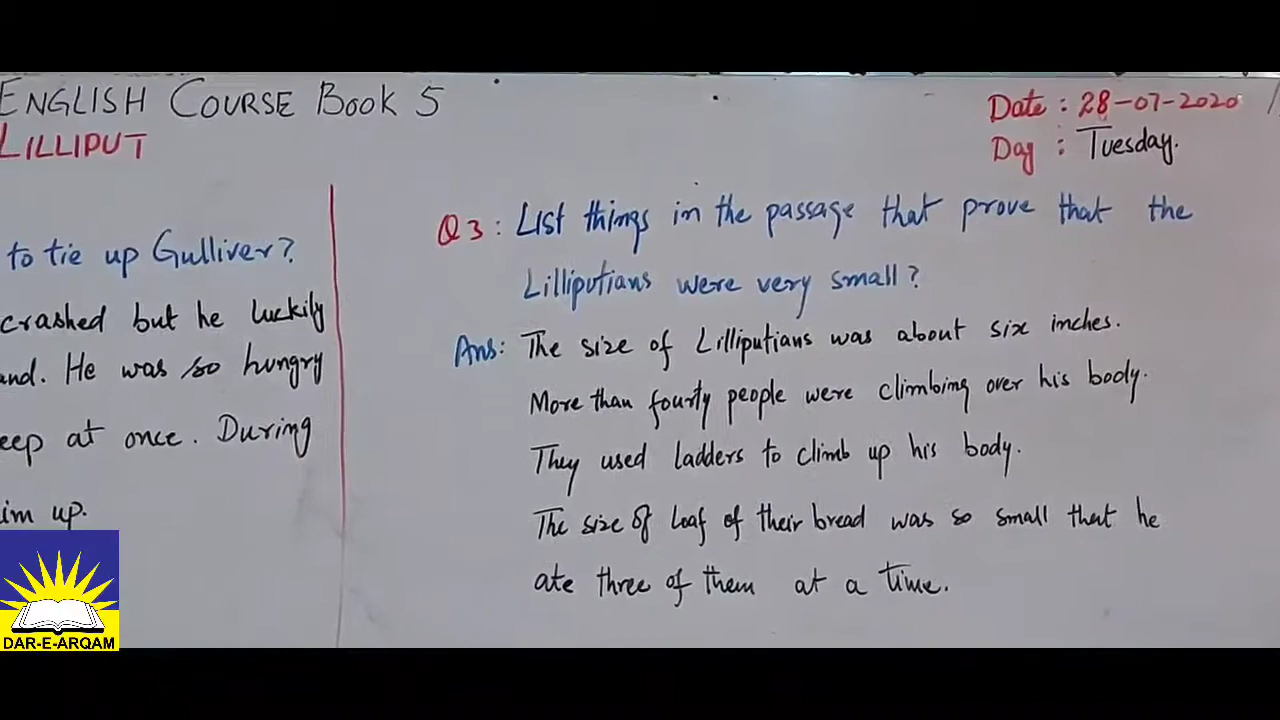 ENGLISH COURSE BOOK 5
LILLIPUT
Date : 28-07-2020
Day : Tuesday.
to tie up Gulliver?
crashed but he luckily
and. He was so hungry
eep at once. During
im up.
Q3: List things in the passage that prove that the
Lilliputians were very small?
Ans: The size of Lilliputians was about six inches.
More than fourty people were climbing over his body.
They used ladders to climb up his body.
The size of loaf of their bread was so small that he
ate three of them at a time.
DAR-E-ARQAM